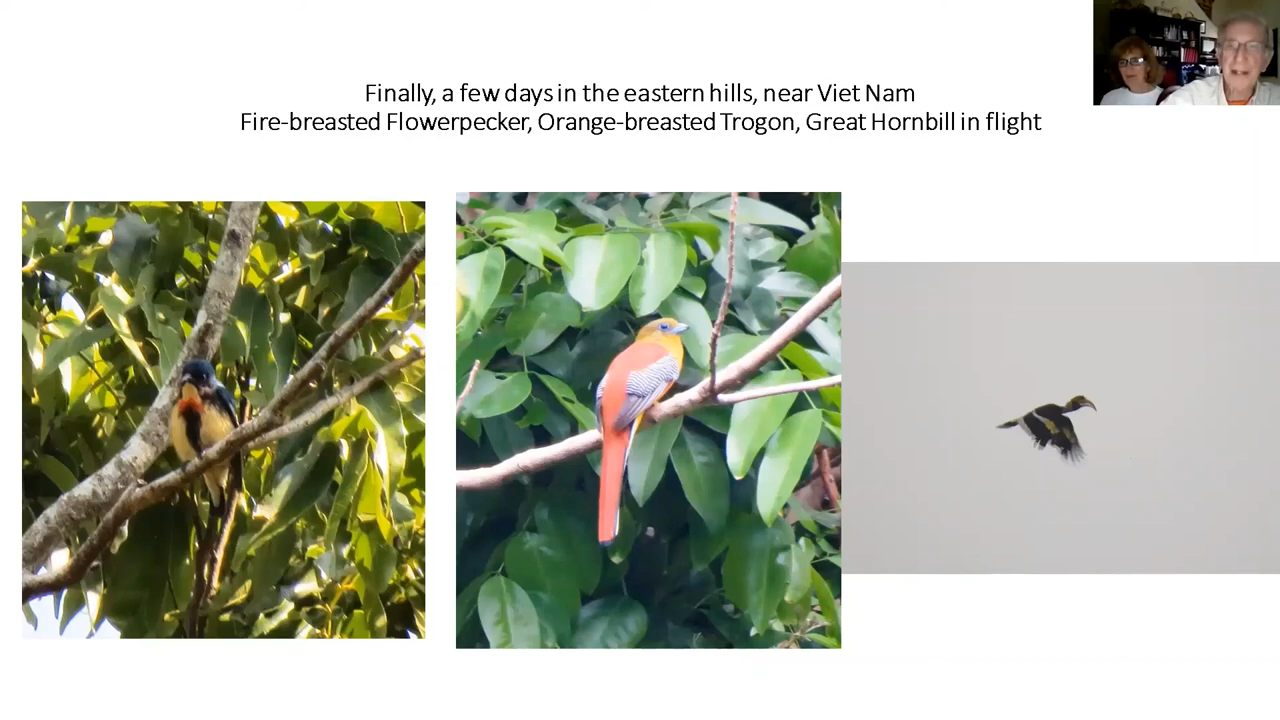 Finally, a few days in the eastern hills, near Viet Nam
Fire-breasted Flowerpecker, Orange-breasted Trogon, Great Hornbill in flight